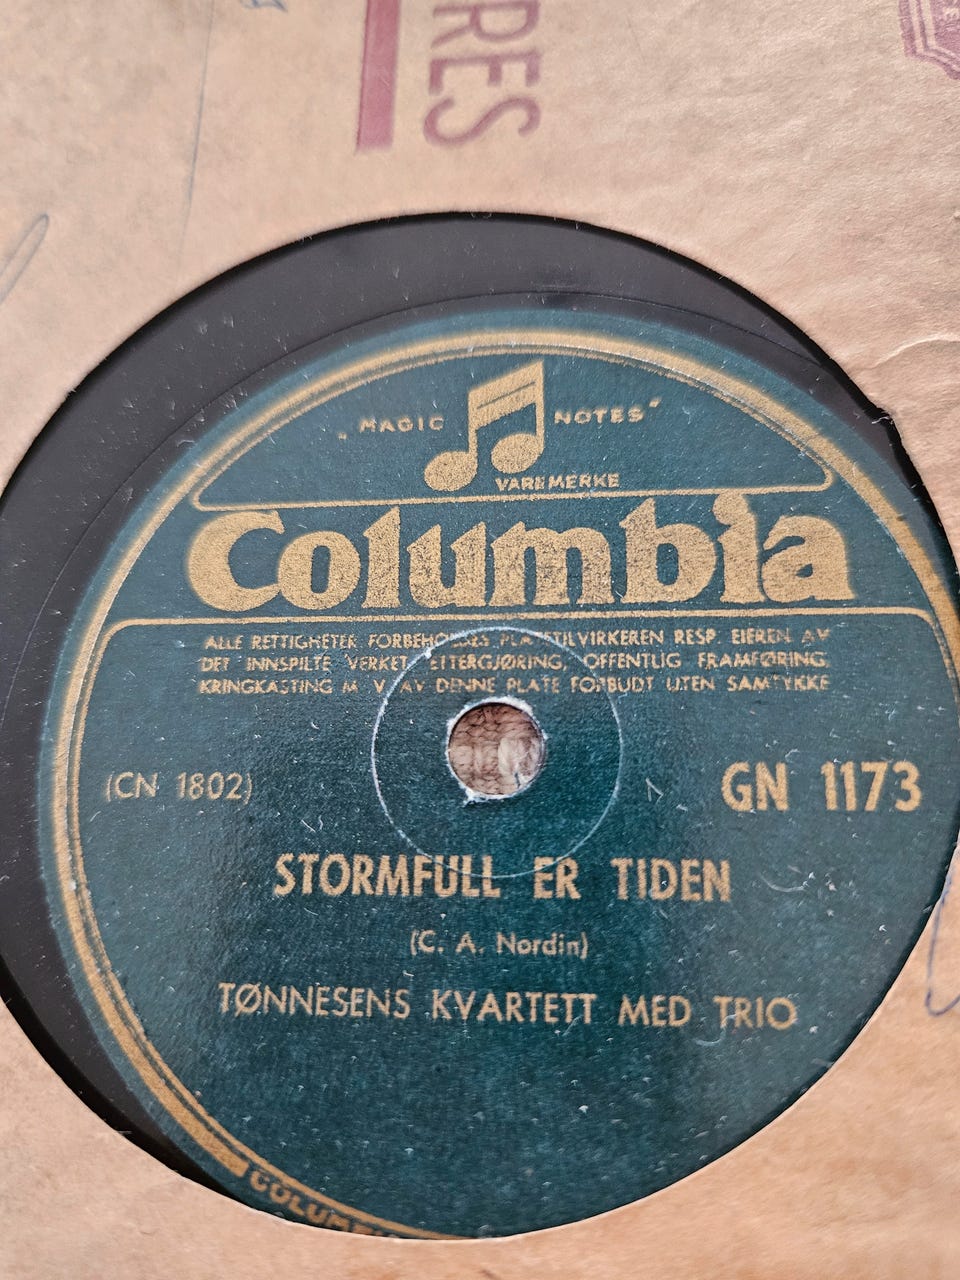 RES
„MAGIC NOTES"
VAREMERKE
Columbia
ALLE RETTIGHETER FORBEHOLDES PLATETILVIRKEREN RESP. EIEREN AV
DET INNSPILTE VERKET. ETTERGJØRING, OFFENTLIG FRAMFØRING,
KRINGKASTING M. V. AV DENNE PLATE FORBUDT UTEN SAMTYKKE
(CN 1802)
GN 1173
STORMFULL ER TIDEN
(C. A. Nordin)
TØNNESENS KVARTETT MED TRIO
COLUM